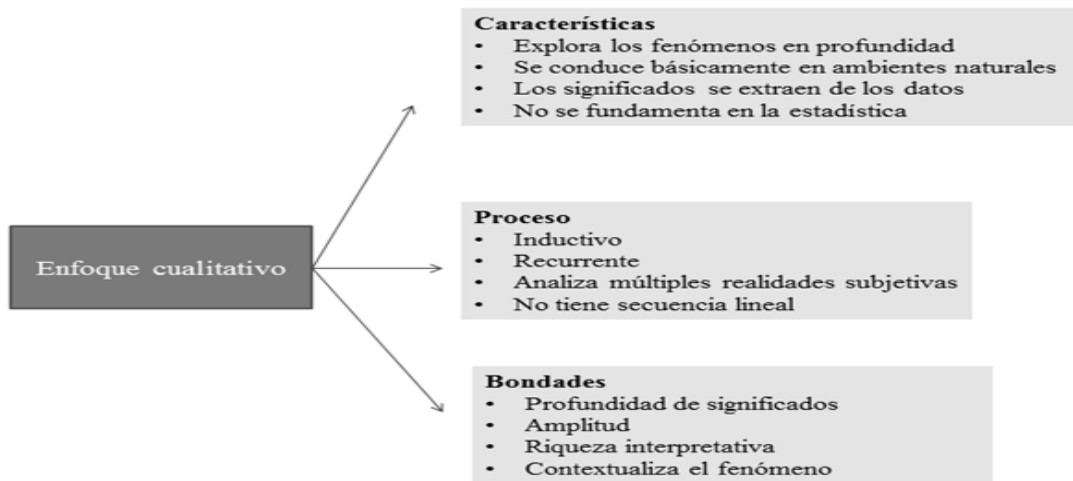 Características
• Explora los fenómenos en profundidad
• Se conduce básicamente en ambientes naturales
• Los significados se extraen de los datos
• No se fundamenta en la estadística
Enfoque cualitativo
Proceso
• Inductivo
• Recurrente
• Analiza múltiples realidades subjetivas
• No tiene secuencia lineal
Bondades
• Profundidad de significados
• Amplitud
• Riqueza interpretativa
• Contextualiza el fenómeno